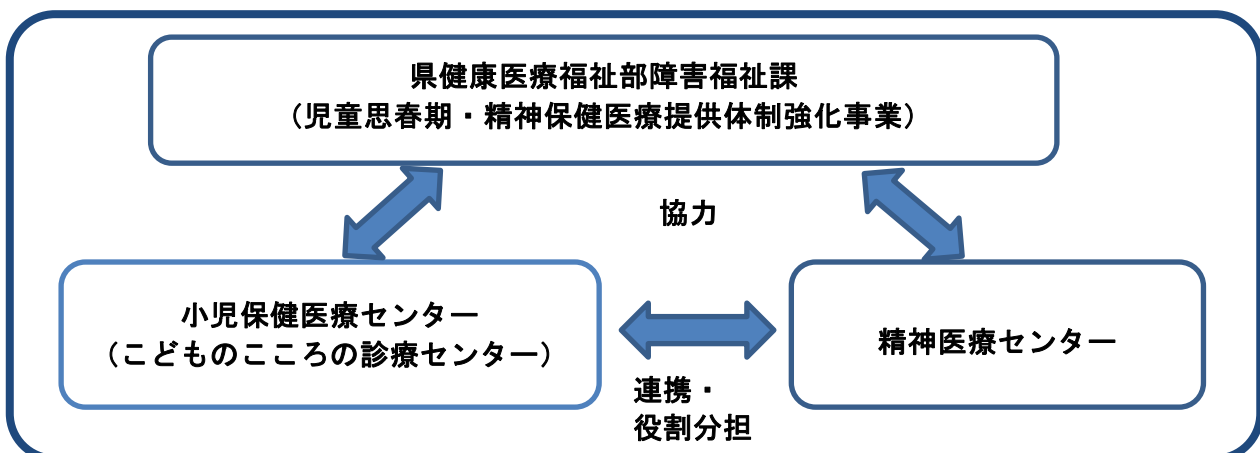 県健康医療福祉部障害福祉課
（児童思春期・精神保健医療提供体制強化事業）
協力
小児保健医療センター
（こどものこころの診療センター）
精神医療センター
連携・
役割分担